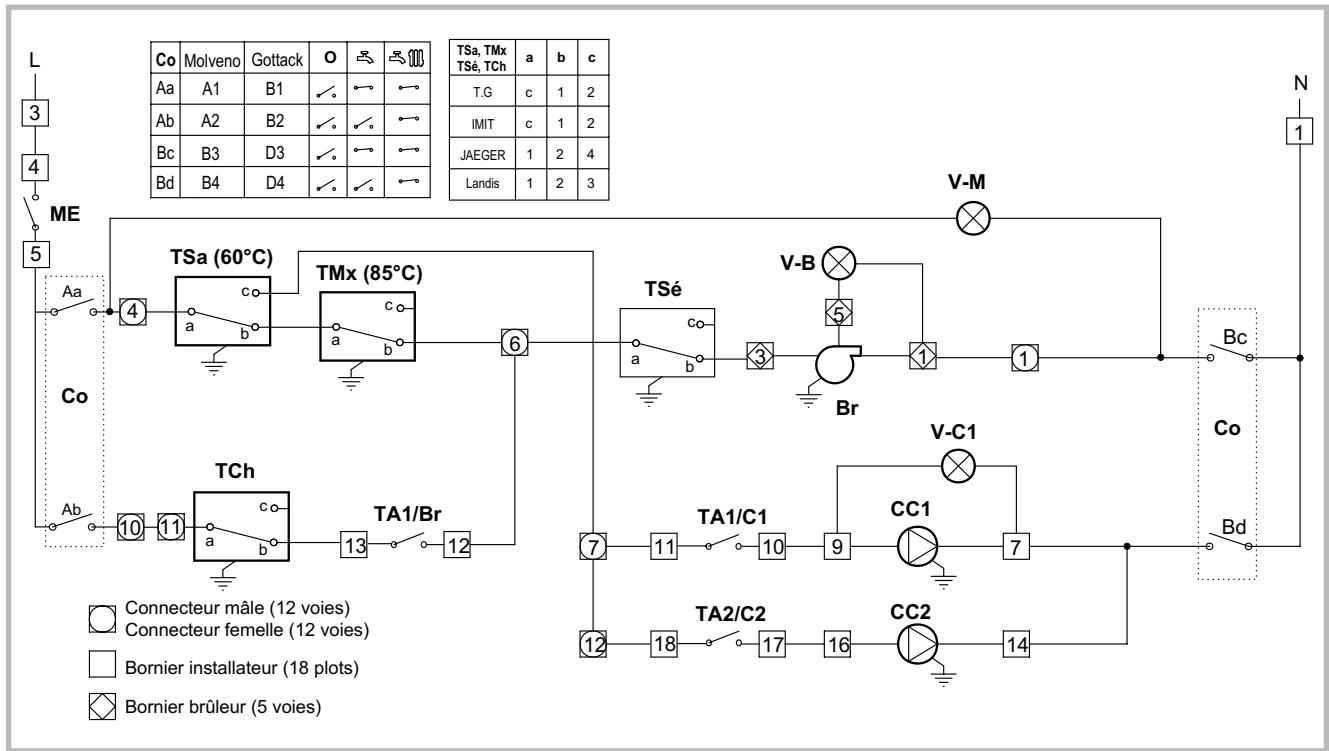 L
3
4
ME
5
Co Molveno Gottack O
Aa A1 B1
Ab A2 B2
Bc B3 D3
Bd B4 D4
TSa, TMx
TSé, TCh a b c
T.G c 1 2
IMIT c 1 2
JAEGER 1 2 4
Landis 1 2 3
N
1
V-M
TSa (60°C)
c
a
b
TMx (85°C)
c
a
b
V-B
TSé
c
a
b
Aa
4
6
3
5
1
1
Br
Bc
Co
Co
V-C1
TCh
c
a
b
Ab
10
11
TA1/Br
13
12
7
11
TA1/C1
10
9
CC1
7
Bd
12
18
TA2/C2
17
16
CC2
14
Connecteur mâle (12 voies)
Connecteur femelle (12 voies)
Bornier installateur (18 plots)
Bornier brûleur (5 voies)